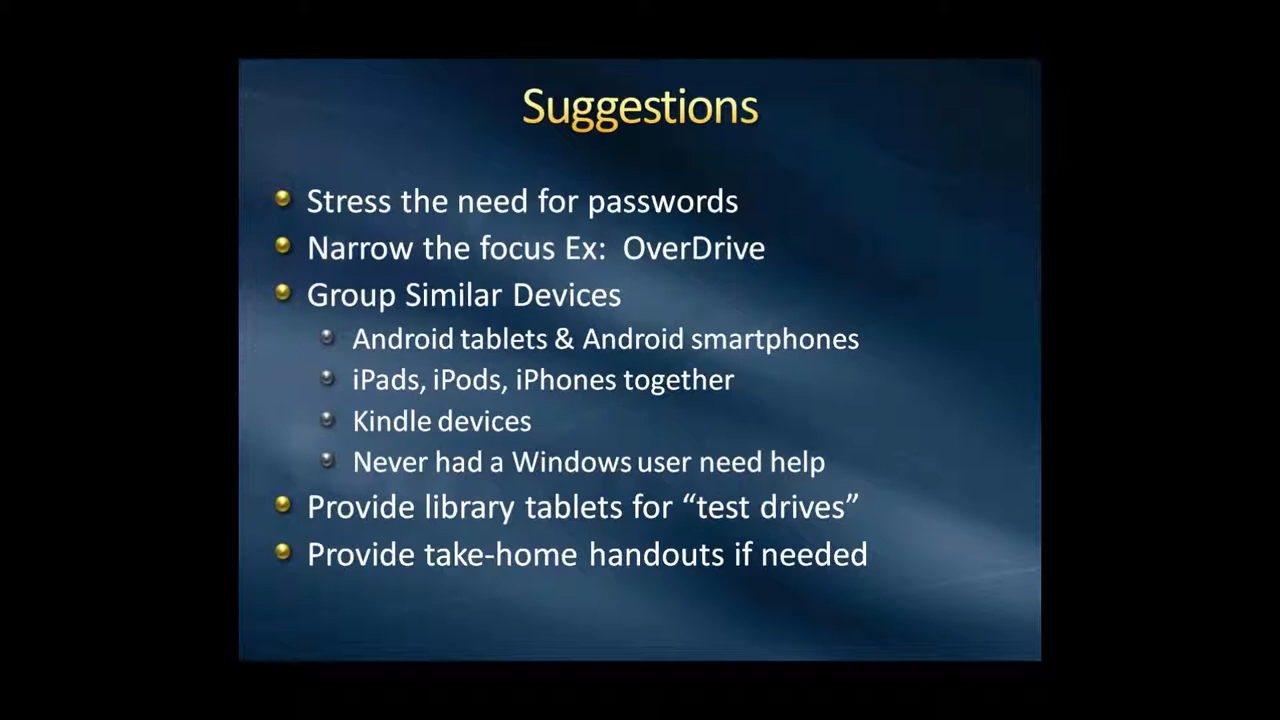 Suggestions
Stress the need for passwords
Narrow the focus Ex:  OverDrive
Group Similar Devices
Android tablets & Android smartphones
iPads, iPods, iPhones together
Kindle devices
Never had a Windows user need help
Provide library tablets for “test drives”
Provide take-home handouts if needed